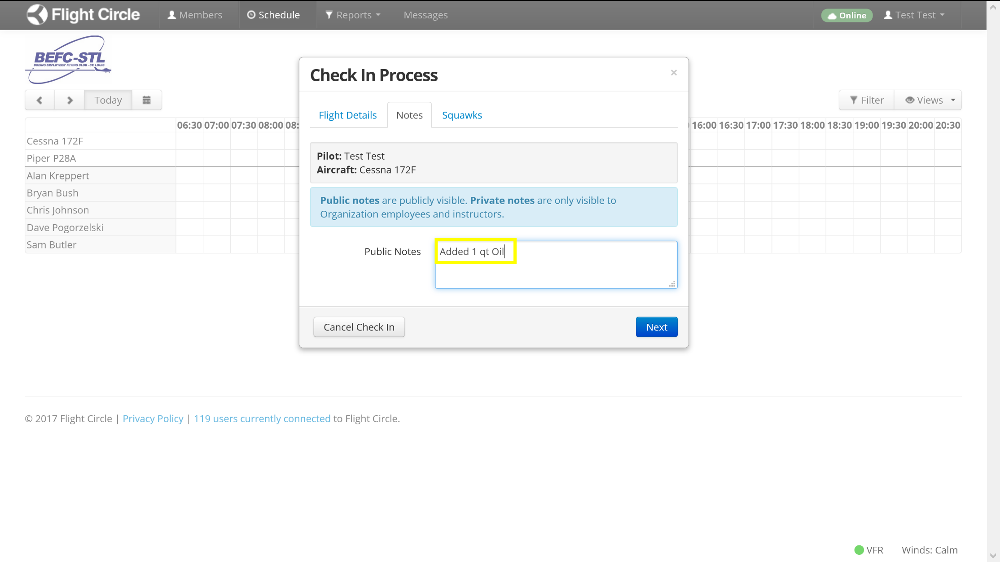 Flight Circle Members Schedule Reports Messages Online Test Test
BEFC-STL
BOEING EMPLOYEES' FLYING CLUB - ST. LOUIS
Today Filter Views
06:30 07:00 07:30 08:00 08: 16:00 16:30 17:00 17:30 18:00 18:30 19:00 19:30 20:00 20:30
Cessna 172F
Piper P28A
Alan Kreppert
Bryan Bush
Chris Johnson
Dave Pogorzelski
Sam Butler
Check In Process ×
Flight Details Notes Squawks
Pilot: Test Test
Aircraft: Cessna 172F
Public notes are publicly visible. Private notes are only visible to
Organization employees and instructors.
Public Notes Added 1 qt Oil
Cancel Check In Next
© 2017 Flight Circle | Privacy Policy | 119 users currently connected to Flight Circle.
VFR Winds: Calm